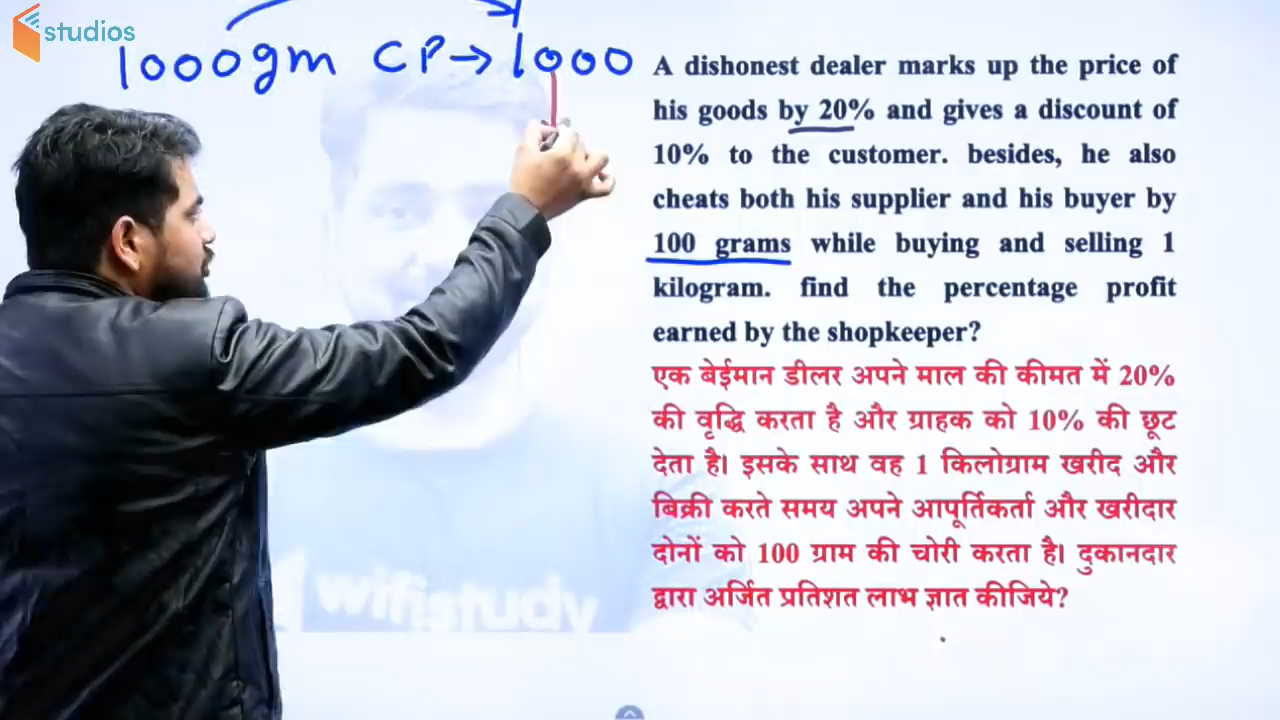 studios
1000gm CP→1000
A dishonest dealer marks up the price of
his goods by 20% and gives a discount of
10% to the customer. besides, he also
cheats both his supplier and his buyer by
100 grams while buying and selling 1
kilogram. find the percentage profit
earned by the shopkeeper?
एक बेईमान डीलर अपने माल की कीमत में 20%
की वृद्धि करता है और ग्राहक को 10% की छूट
देता है। इसके साथ वह 1 किलोग्राम खरीद और
बिक्री करते समय अपने आपूर्तिकर्ता और खरीदार
दोनों को 100 ग्राम की चोरी करता है। दुकानदार
द्वारा अर्जित प्रतिशत लाभ ज्ञात कीजिये?
wifistudy